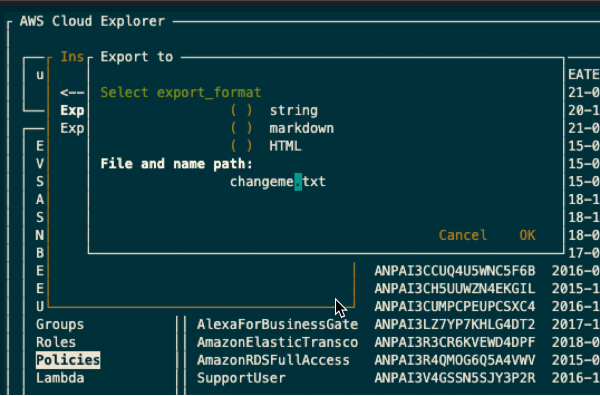 AWS Cloud Explorer
Ins Export to
u EATE
<-- Select export_format 21-0
Exp ( ) string 20-1
Exp ( ) markdown 21-0
E ( ) HTML 15-0
V File and name path: 15-0
S changeme.txt 15-0
A 18-1
S 18-1
N Cancel OK 18-0
B 17-0
E ANPAI3CCUQ4U5WNC5F6B 2016-0
E ANPAI3CH5UUWZN4EKGIL 2015-1
U ANPAI3CUMPCPEUPCSXC4 2016-1
Groups AlexaForBusinessGate ANPAI3LZ7YP7KHLG4DT2 2017-1
Roles AmazonElasticTransco ANPAI3R3CR6KVEWD4DPF 2018-0
Policies AmazonRDSFullAccess ANPAI3R4QMOG6Q5A4VWV 2015-0
Lambda SupportUser ANPAI3V4GSSN5SJY3P2R 2016-1